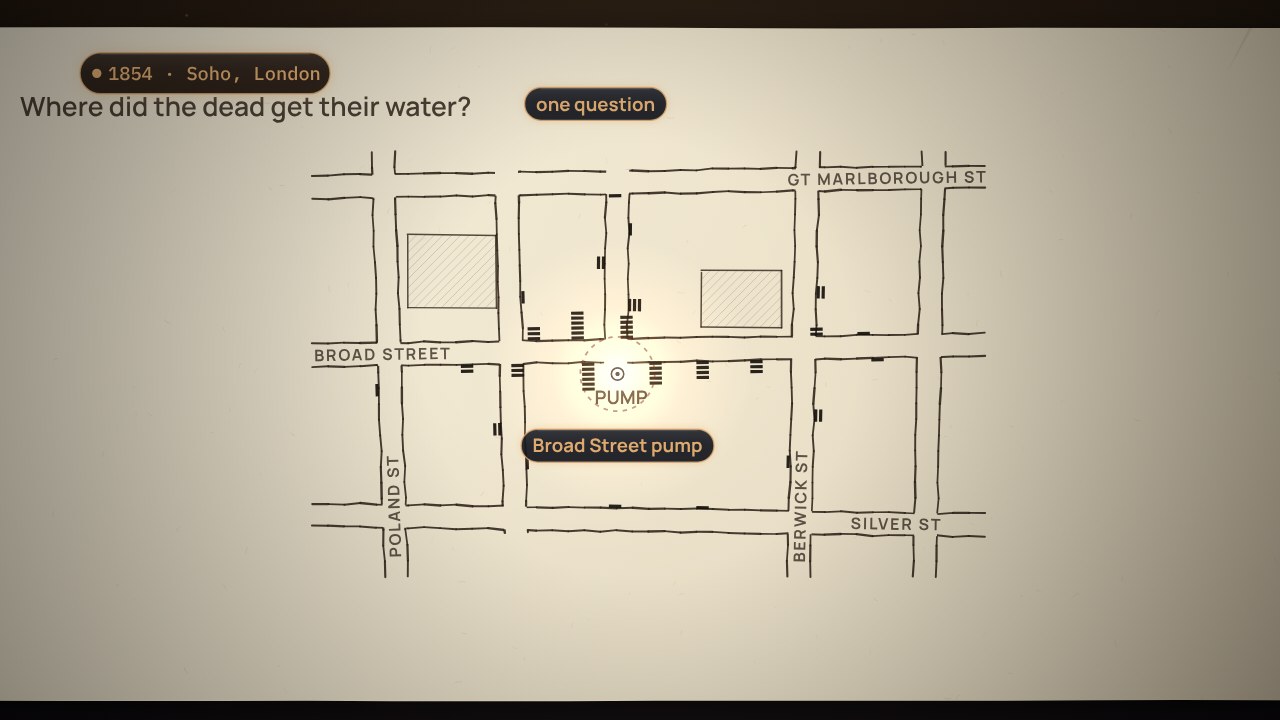 1854 · Soho, London
Where did the dead get their water?
one question
GT MARLBOROUGH ST
BROAD STREET
PUMP
Broad Street pump
POLAND ST
BERWICK ST
SILVER ST